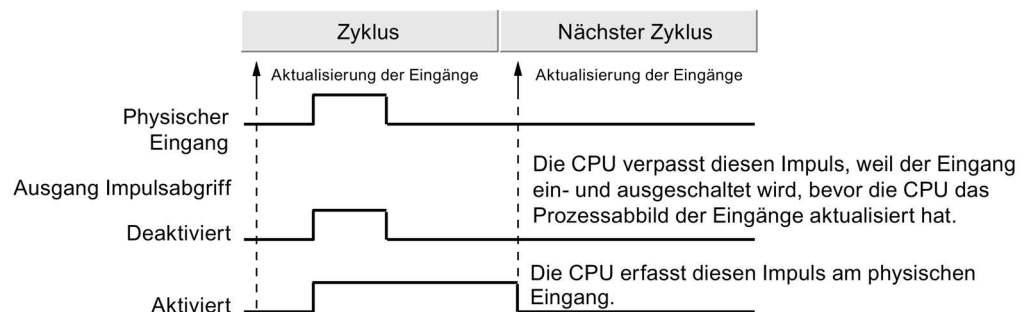 Zyklus
Nächster Zyklus
Aktualisierung der Eingänge
Aktualisierung der Eingänge
Physischer
Eingang
Ausgang Impulsabgriff
Deaktiviert
Die CPU verpasst diesen Impuls, weil der Eingang
ein- und ausgeschaltet wird, bevor die CPU das
Prozessabbild der Eingänge aktualisiert hat.
Aktiviert
Die CPU erfasst diesen Impuls am physischen
Eingang.